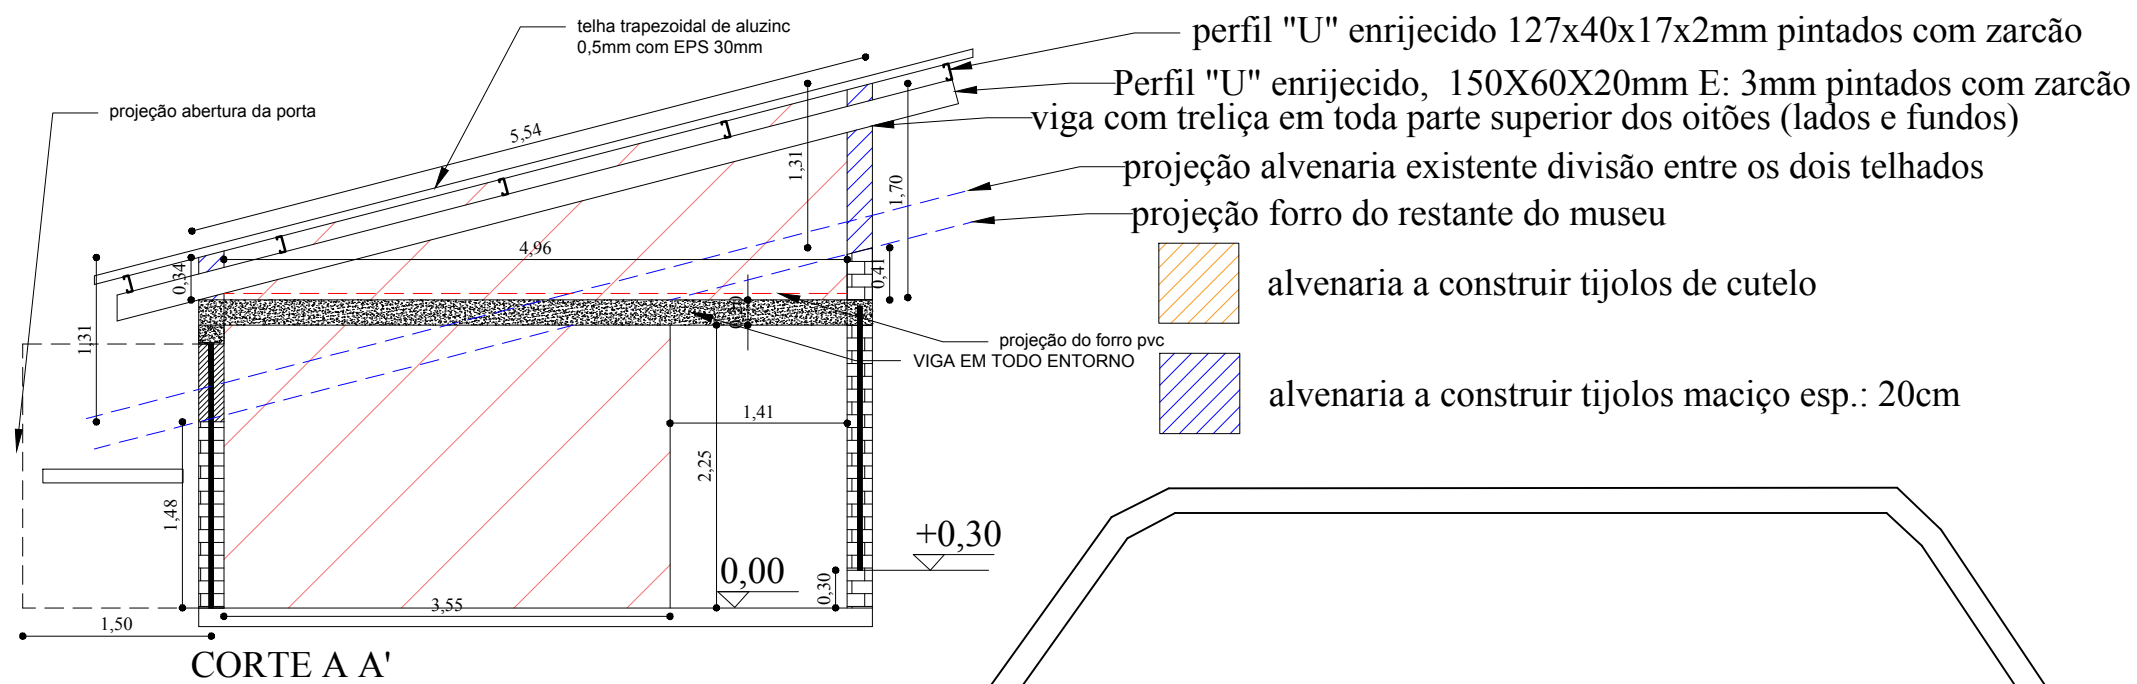 telha trapezoidal de aluzinc
0,5mm com EPS 30mm
perfil "U" enrijecido 127x40x17x2mm pintados com zarcão
Perfil "U" enrijecido, 150X60X20mm E: 3mm pintados com zarcão
viga com treliça em toda parte superior dos oitões (lados e fundos)
projeção abertura da porta
projeção alvenaria existente divisão entre os dois telhados
projeção forro do restante do museu
5,54
1,31
1,70
4,96
0,34
0,41
1,31
alvenaria a construir tijolos de cutelo
projeção do forro pvc
VIGA EM TODO ENTORNO
alvenaria a construir tijolos maciço esp.: 20cm
1,41
2,25
1,48
+0,30
0,00
0,30
3,55
1,50
CORTE A A'